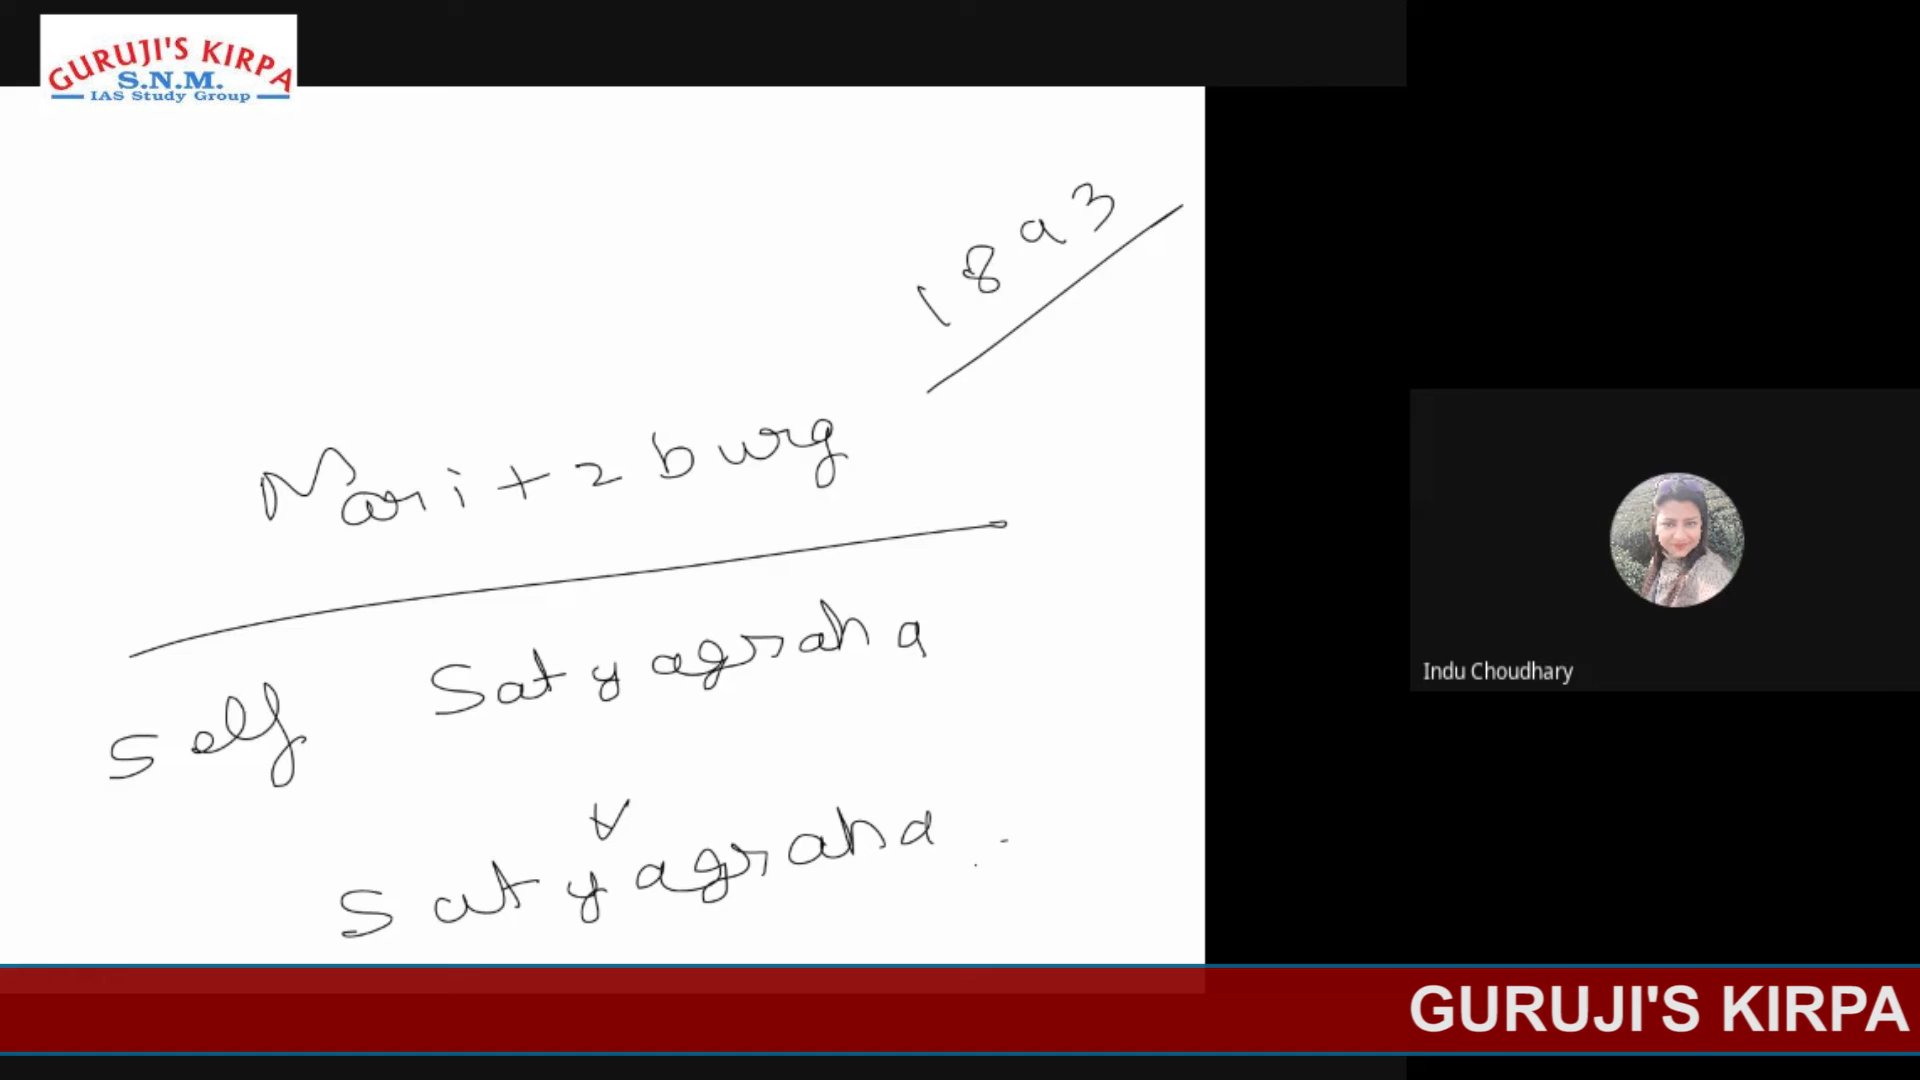 GURUJI'S KIRPA
S.N.M.
IAS Study Group
1893
Maritzburg
Self Satyagraha
Satyagraha
Indu Choudhary
GURUJI'S KIRPA